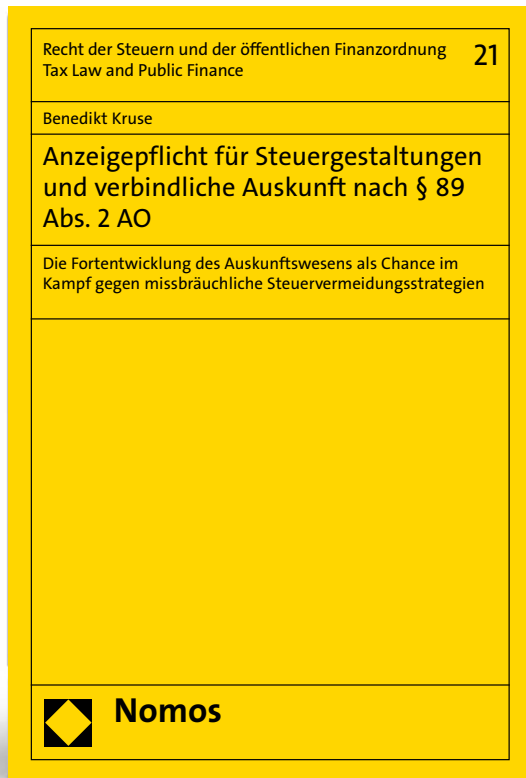 Recht der Steuern und der öffentlichen Finanzordnung 21
Tax Law and Public Finance
Benedikt Kruse
Anzeigepflicht für Steuergestaltungen
und verbindliche Auskunft nach § 89
Abs. 2 AO
Die Fortentwicklung des Auskunftswesens als Chance im
Kampf gegen missbräuchliche Steuervermeidungsstrategien
Nomos